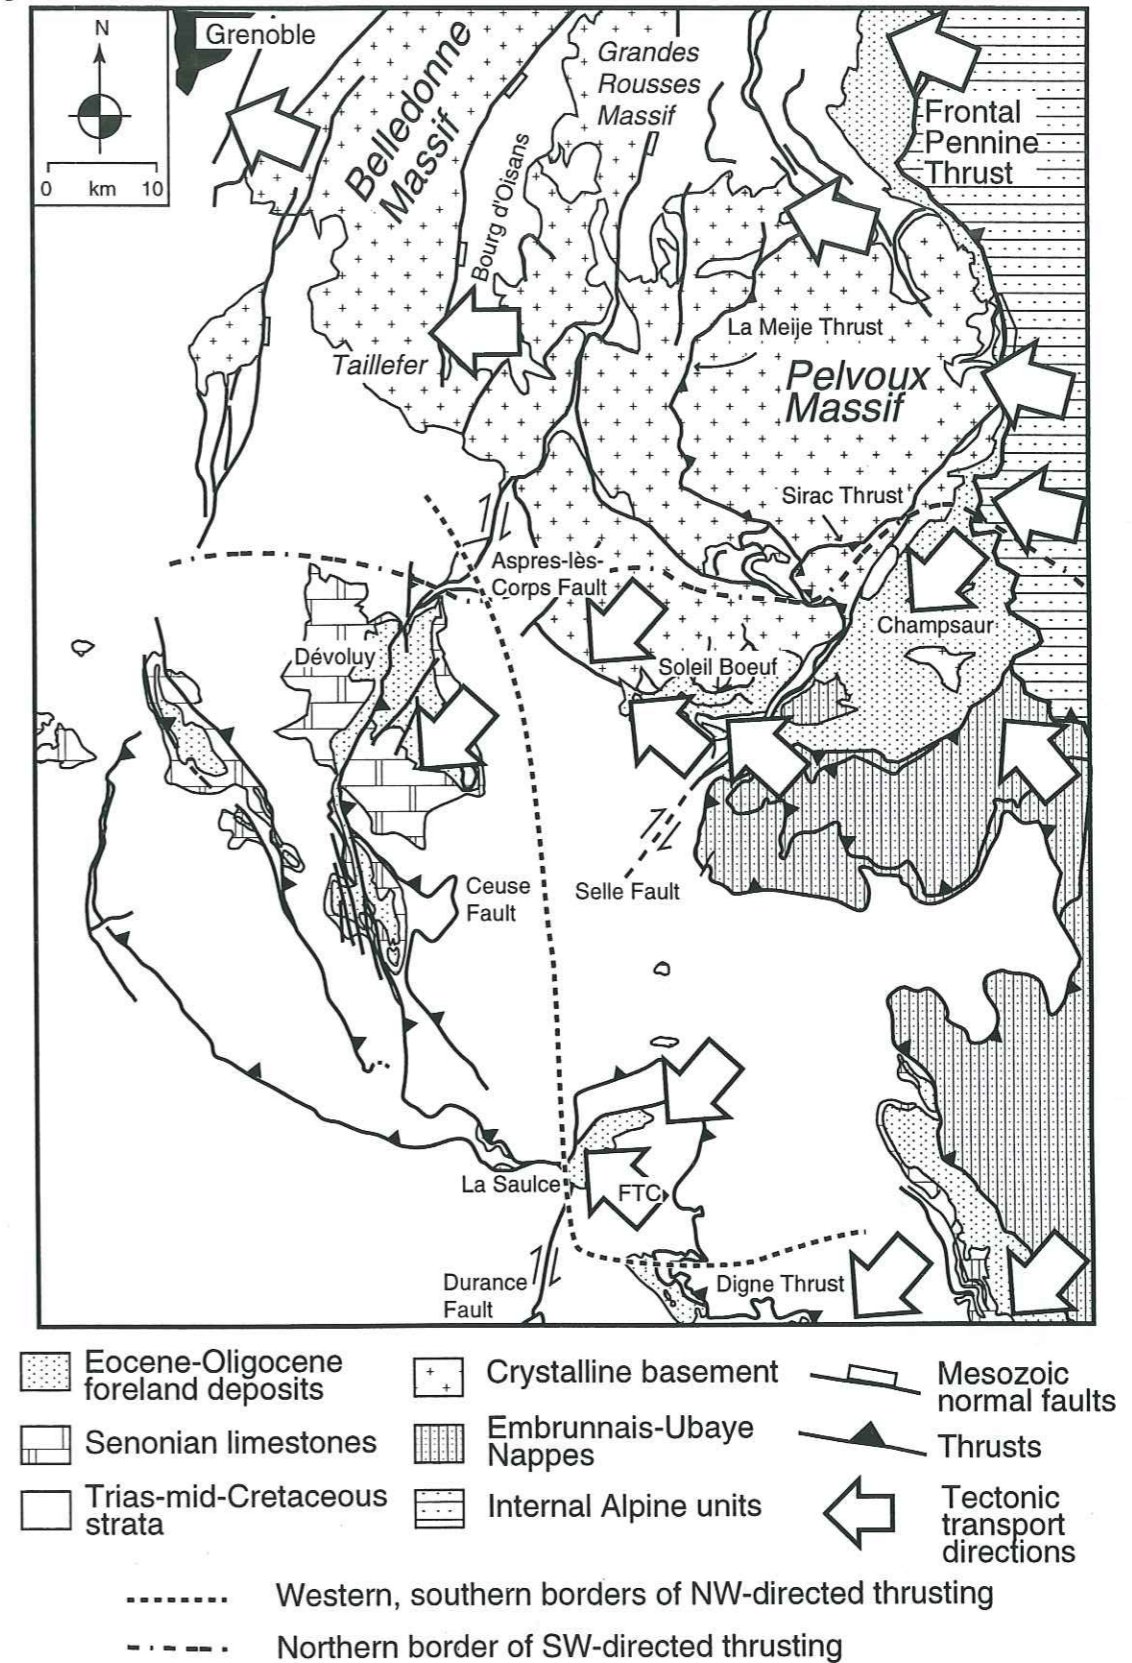 N
0 km 10
Grenoble
Belledonne
Massif
Grandes
Rousses
Massif
Bourg d'Oisans
Frontal
Pennine
Thrust
Taillefer
La Meije Thrust
Pelvoux
Massif
Sirac Thrust
Aspres-lès-
Corps Fault
Champsaur
Dévoluy
Soleil Boeuf
Ceuse
Fault
Selle Fault
La Saulce
FTC
Durance
Fault
Digne Thrust
Eocene-Oligocene
foreland deposits
Senonian limestones
Trias-mid-Cretaceous
strata
Crystalline basement
Embrunnais-Ubaye
Nappes
Internal Alpine units
Mesozoic
normal faults
Thrusts
Tectonic
transport
directions
Western, southern borders of NW-directed thrusting
Northern border of SW-directed thrusting